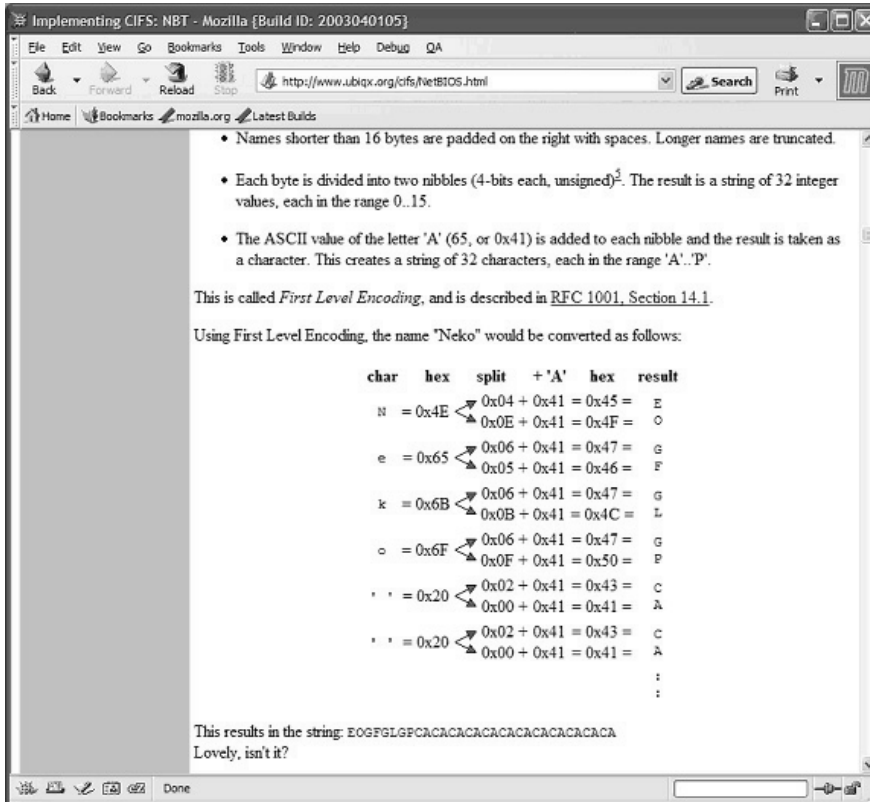 Implementing CIFS: NBT - Mozilla {Build ID: 2003040105}
File Edit View Go Bookmarks Tools Window Help Debug QA
Back Forward Reload Stop http://www.ubiqx.org/cifs/NetBIOS.html Search Print m
Home Bookmarks mozilla.org Latest Builds
• Names shorter than 16 bytes are padded on the right with spaces. Longer names are truncated.
• Each byte is divided into two nibbles (4-bits each, unsigned)5. The result is a string of 32 integer
values, each in the range 0..15.
• The ASCII value of the letter 'A' (65, or 0x41) is added to each nibble and the result is taken as
a character. This creates a string of 32 characters, each in the range 'A'..'P'.
This is called First Level Encoding, and is described in RFC 1001, Section 14.1.
Using First Level Encoding, the name "Neko" would be converted as follows:
char hex split + 'A' hex result
N = 0x4E 0x04 + 0x41 = 0x45 = E
0x0E + 0x41 = 0x4F = O
e = 0x65 0x06 + 0x41 = 0x47 = G
0x05 + 0x41 = 0x46 = F
k = 0x6B 0x06 + 0x41 = 0x47 = G
0x0B + 0x41 = 0x4C = L
o = 0x6F 0x06 + 0x41 = 0x47 = G
0x0F + 0x41 = 0x50 = P
' ' = 0x20 0x02 + 0x41 = 0x43 = C
0x00 + 0x41 = 0x41 = A
' ' = 0x20 0x02 + 0x41 = 0x43 = C
0x00 + 0x41 = 0x41 = A
:
:
This results in the string: EOGFGLGPCACACACACACACACACACACACA
Lovely, isn't it?
Done